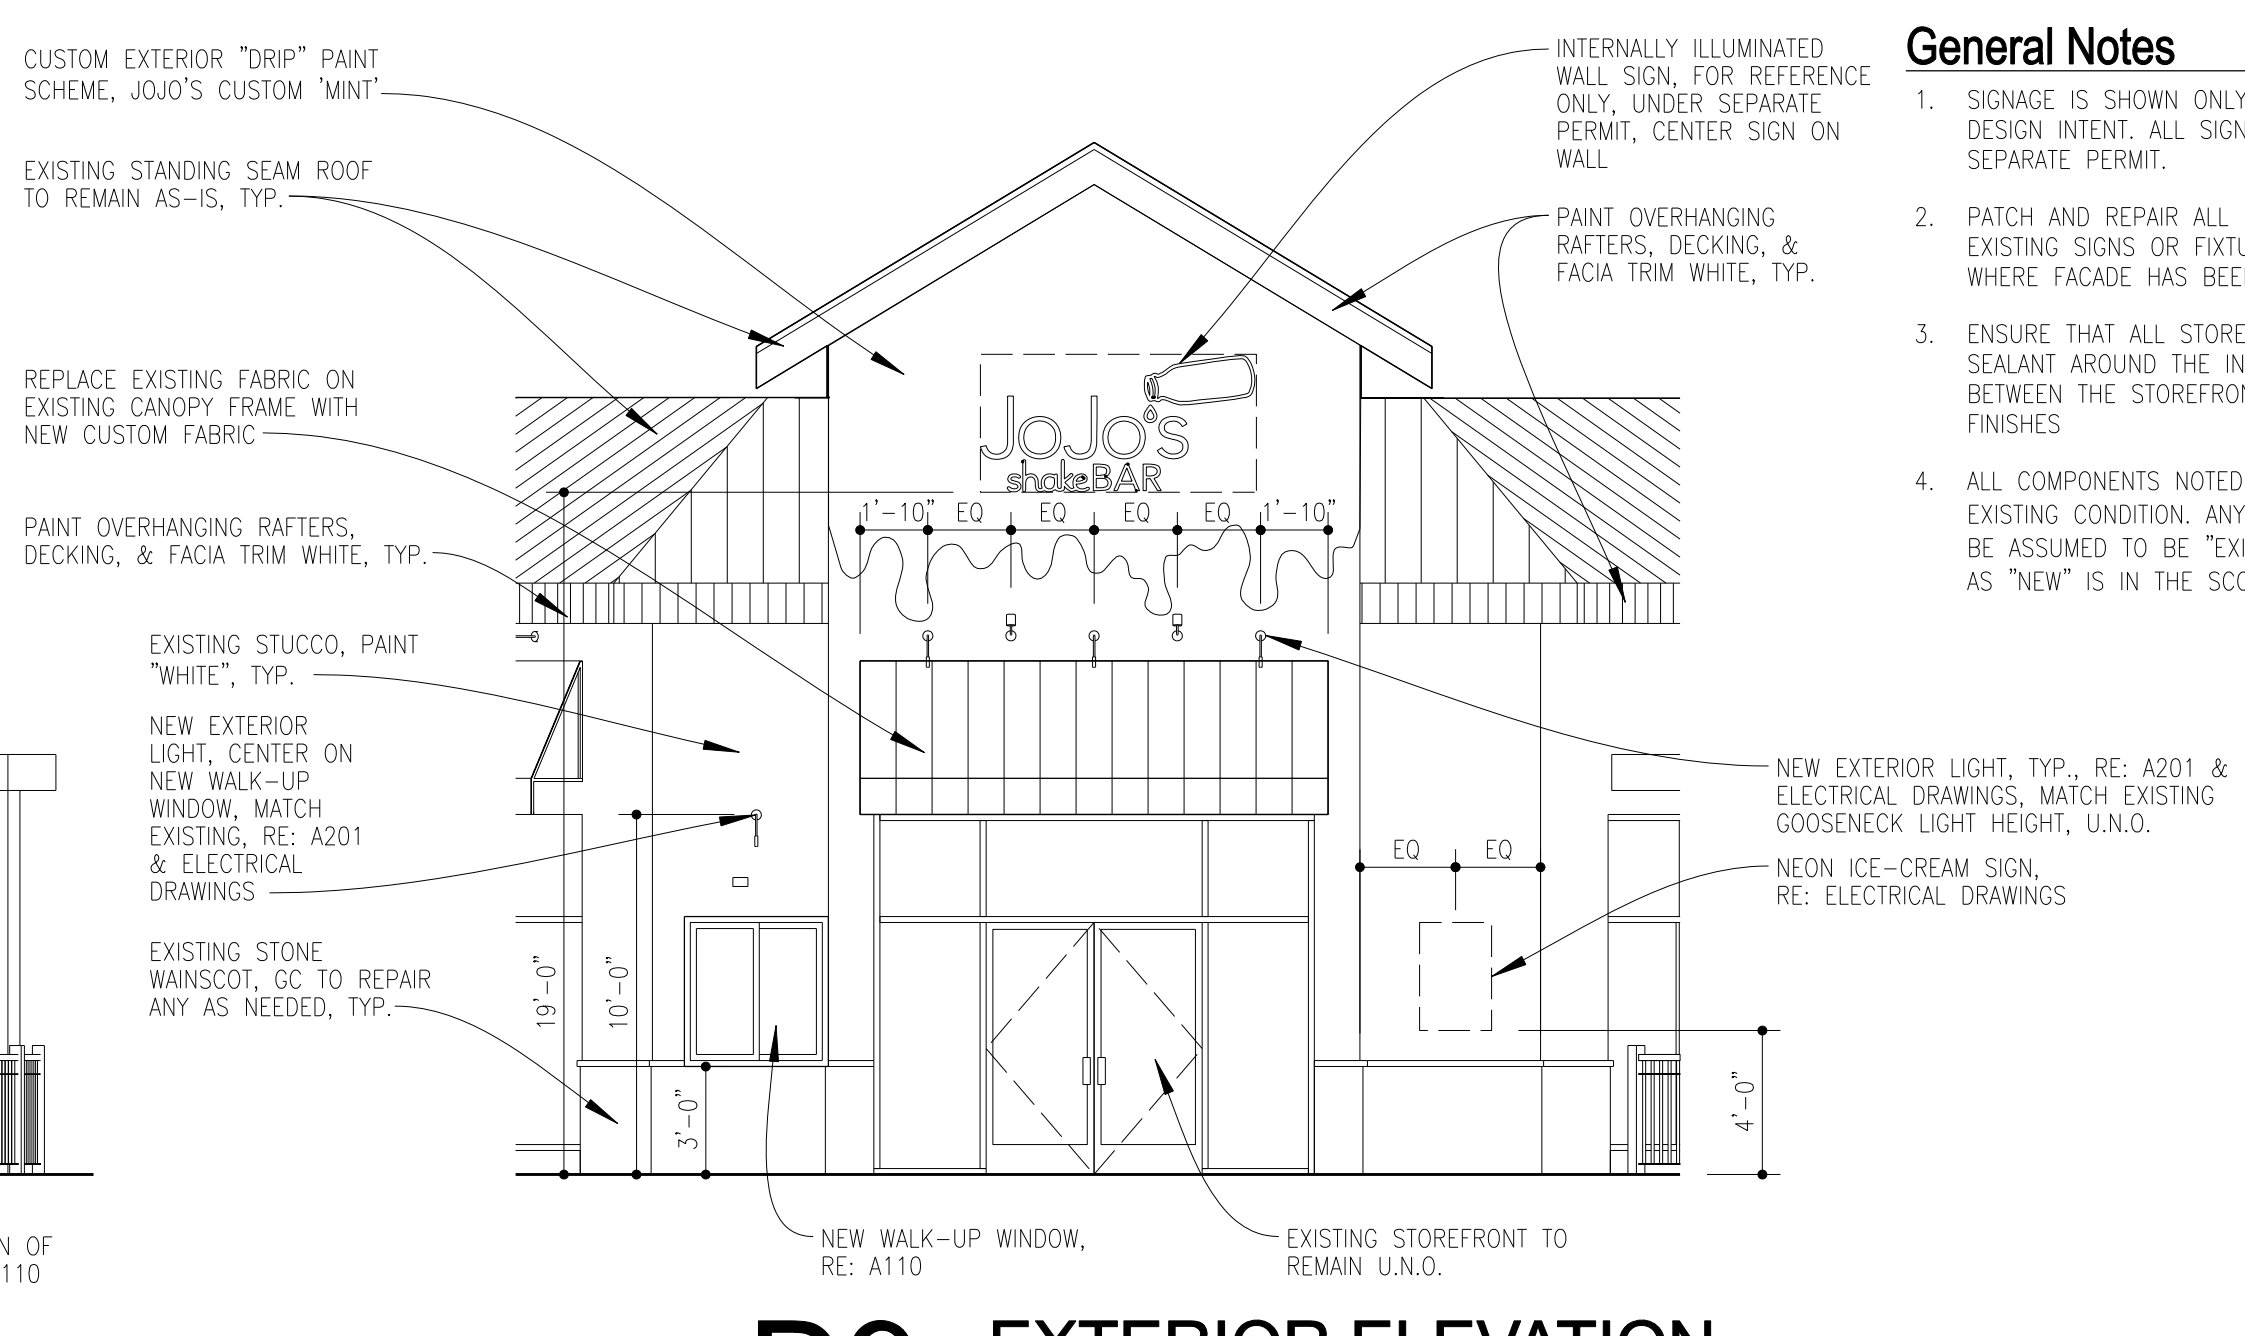 CUSTOM EXTERIOR "DRIP" PAINT
SCHEME, JOJO'S CUSTOM 'MINT'
EXISTING STANDING SEAM ROOF
TO REMAIN AS-IS, TYP.
REPLACE EXISTING FABRIC ON
EXISTING CANOPY FRAME WITH
NEW CUSTOM FABRIC
PAINT OVERHANGING RAFTERS,
DECKING, & FACIA TRIM WHITE, TYP.
EXISTING STUCCO, PAINT
"WHITE", TYP.
NEW EXTERIOR
LIGHT, CENTER ON
NEW WALK-UP
WINDOW, MATCH
EXISTING, RE: A201
& ELECTRICAL
DRAWINGS
EXISTING STONE
WAINSCOT, GC TO REPAIR
ANY AS NEEDED, TYP.
N OF
110
JoJo's
shakeBAR
1'-10" EQ EQ EQ EQ 1'-10"
19'-0"
10'-0"
3'-0"
EQ EQ
4'-0"
NEW WALK-UP WINDOW,
RE: A110
EXISTING STOREFRONT TO
REMAIN U.N.O.
INTERNALLY ILLUMINATED
WALL SIGN, FOR REFERENCE
ONLY, UNDER SEPARATE
PERMIT, CENTER SIGN ON
WALL
PAINT OVERHANGING
RAFTERS, DECKING, &
FACIA TRIM WHITE, TYP.
NEW EXTERIOR LIGHT, TYP., RE: A201 &
ELECTRICAL DRAWINGS, MATCH EXISTING
GOOSENECK LIGHT HEIGHT, U.N.O.
NEON ICE-CREAM SIGN,
RE: ELECTRICAL DRAWINGS
General Notes
1. SIGNAGE IS SHOWN ONLY
DESIGN INTENT. ALL SIGN
SEPARATE PERMIT.
2. PATCH AND REPAIR ALL
EXISTING SIGNS OR FIXTU
WHERE FACADE HAS BEE
3. ENSURE THAT ALL STORE
SEALANT AROUND THE IN
BETWEEN THE STOREFRON
FINISHES
4. ALL COMPONENTS NOTED
EXISTING CONDITION. ANY
BE ASSUMED TO BE "EXI
AS "NEW" IS IN THE SCO
EXTERIOR ELEVATION